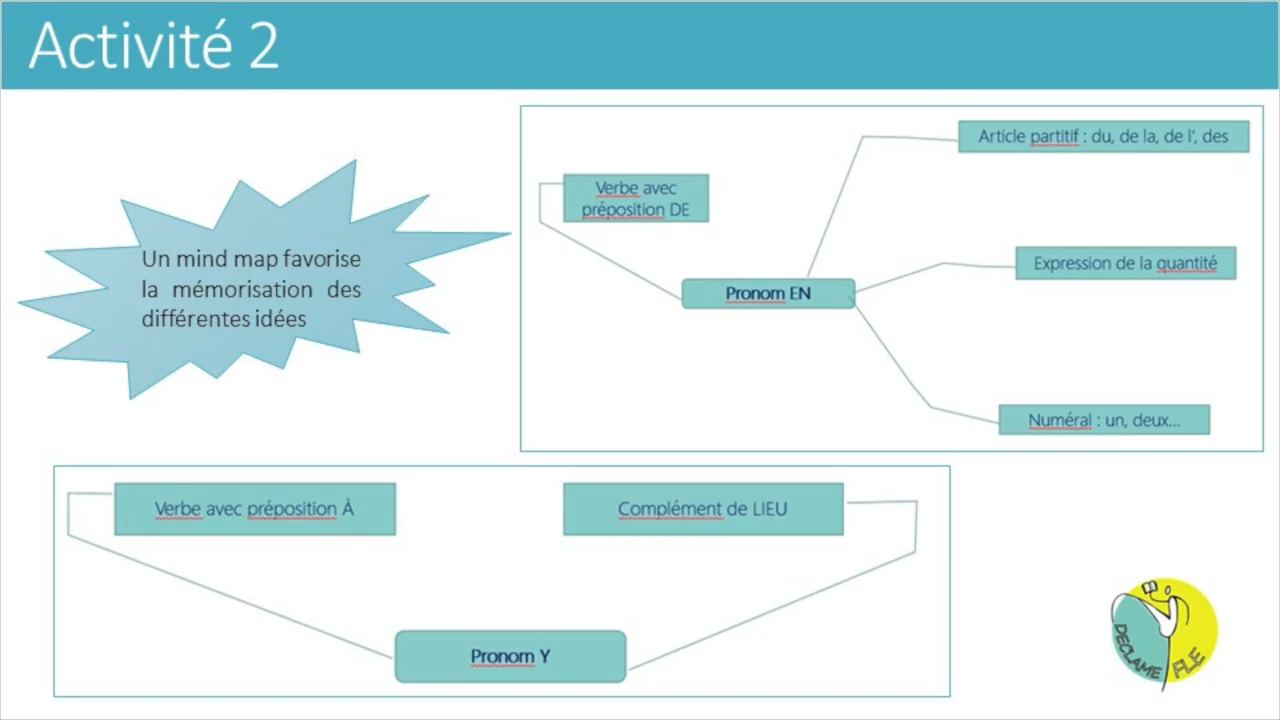 Activité 2
Un mind map favorise
la mémorisation des
différentes idées
Article partitif : du, de la, de l', des
Verbe avec
préposition DE
Expression de la quantité
Pronom EN
Numéral : un, deux...
Verbe avec préposition À
Complément de LIEU
Pronom Y
DECLAME FLE